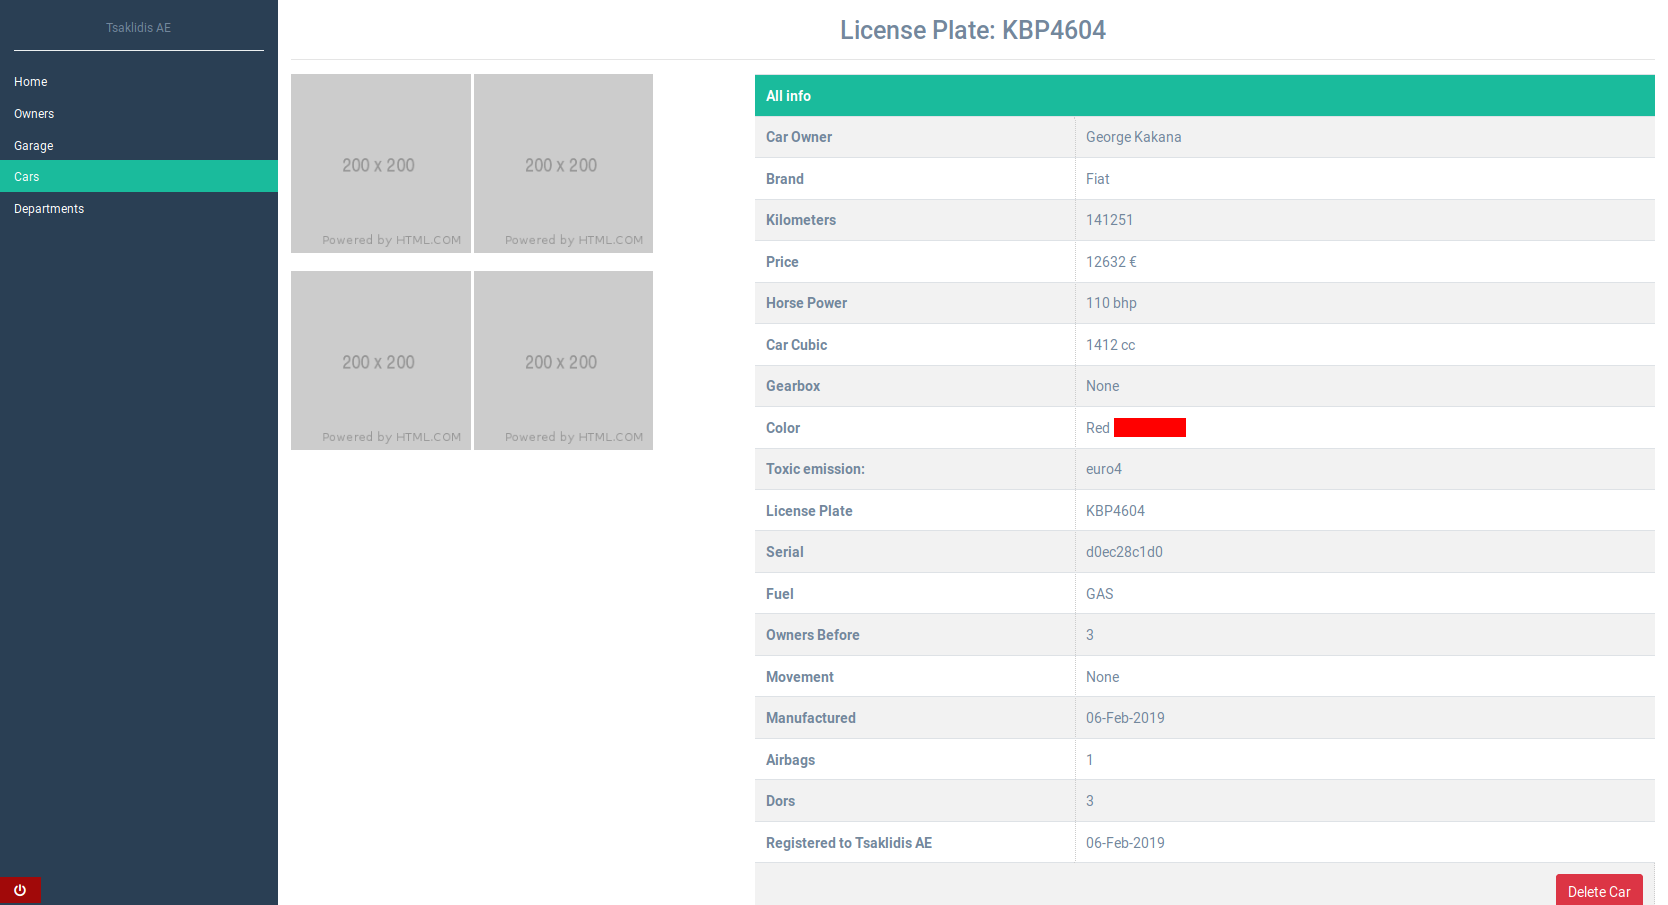 Tsaklidis AE
Home
Owners
Garage
Cars
Departments
License Plate: KBP4604
200 x 200
Powered by HTML.COM
200 x 200
Powered by HTML.COM
200 x 200
Powered by HTML.COM
200 x 200
Powered by HTML.COM
All info
Car Owner George Kakana
Brand Fiat
Kilometers 141251
Price 12632 €
Horse Power 110 bhp
Car Cubic 1412 cc
Gearbox None
Color Red
Toxic emission: euro4
License Plate KBP4604
Serial d0ec28c1d0
Fuel GAS
Owners Before 3
Movement None
Manufactured 06-Feb-2019
Airbags 1
Dors 3
Registered to Tsaklidis AE 06-Feb-2019
Delete Car